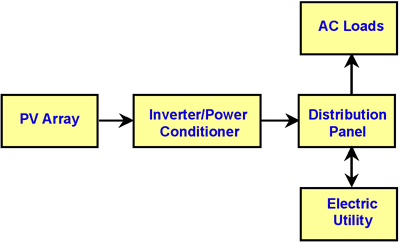 AC Loads
PV Array
Inverter/Power
Conditioner
Distribution
Panel
Electric
Utility